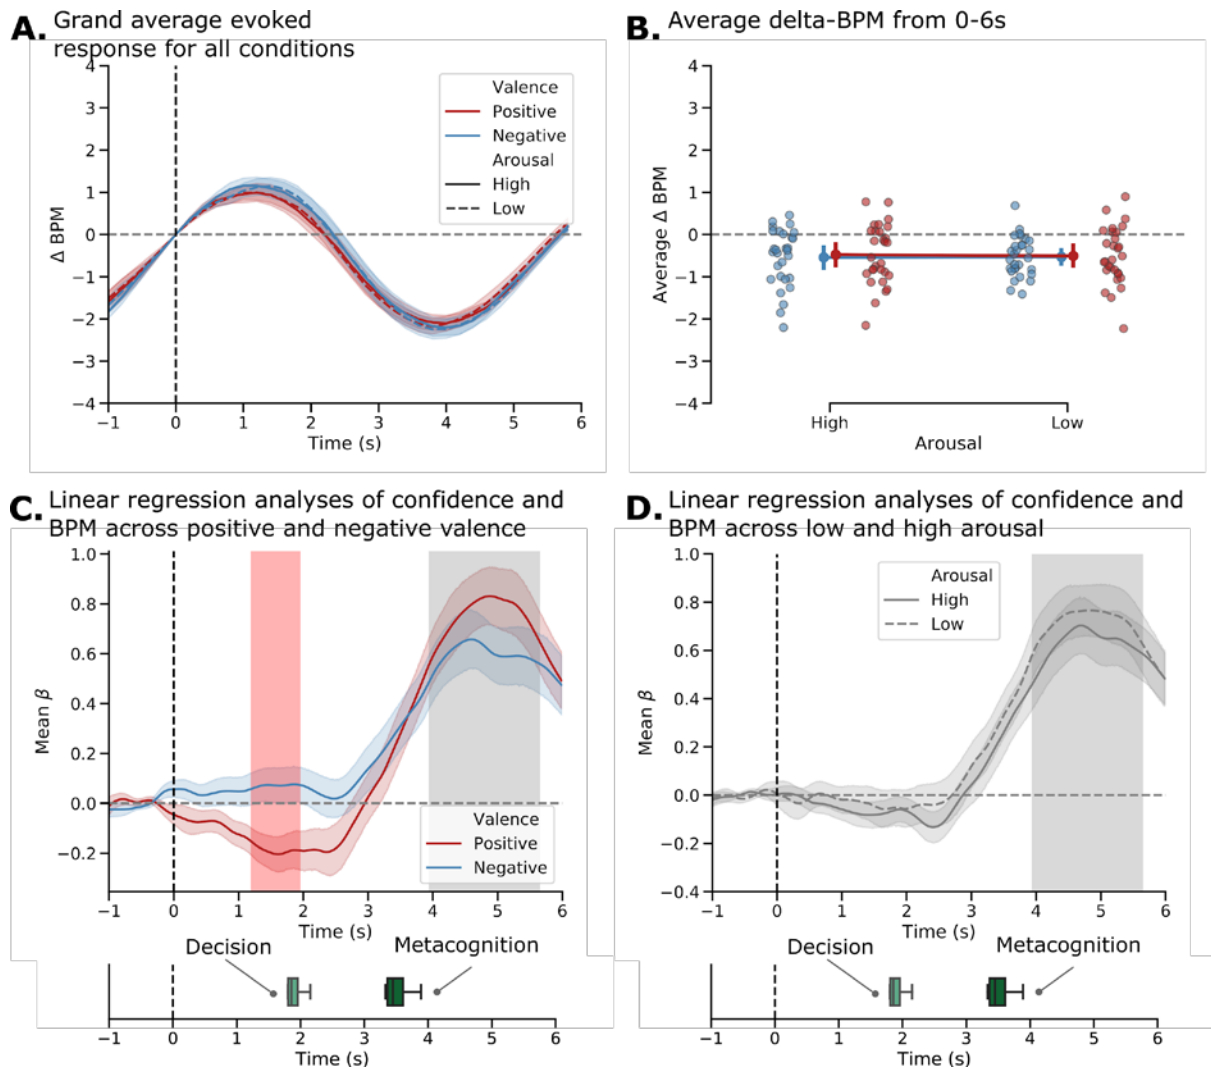 A. Grand average evoked
response for all conditions
4
3
2
1
0
−1
−2
−3
−4
Δ BPM
Valence
Positive
Negative
Arousal
High
Low
−1 0 1 2 3 4 5 6
Time (s)
B. Average delta-BPM from 0-6s
4
3
2
1
0
−1
−2
−3
−4
Average Δ BPM
High Low
Arousal
C. Linear regression analyses of confidence and
BPM across positive and negative valence
1.0
0.8
0.6
0.4
0.2
0.0
−0.2
Mean β
Valence
Positive
Negative
−1 0 1 2 3 4 5 6
Time (s)
Decision Metacognition
−1 0 1 2 3 4 5 6
Time (s)
D. Linear regression analyses of confidence and
BPM across low and high arousal
1.0
0.8
0.6
0.4
0.2
0.0
−0.2
−0.4
Mean β
Arousal
High
Low
−1 0 1 2 3 4 5 6
Time (s)
Decision Metacognition
−1 0 1 2 3 4 5 6
Time (s)